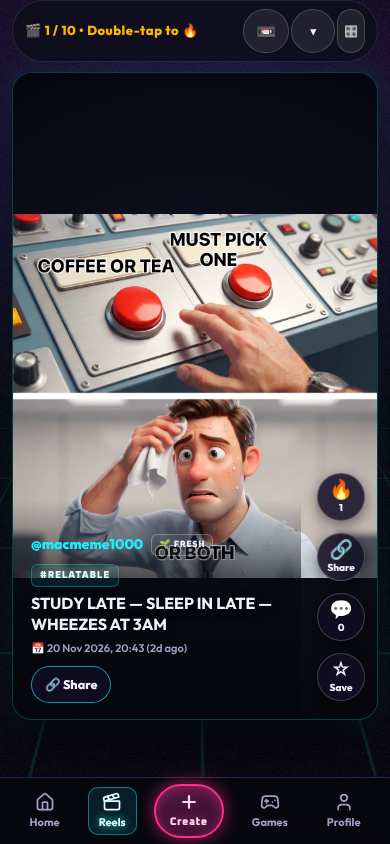 🎬 1 / 10 • Double-tap to 🔥
▼
COFFEE OR TEA
MUST PICK
ONE
@macmeme1000
🌱 FRESH
OR BOTH
#RELATABLE
STUDY LATE — SLEEP IN LATE —
WHEEZES AT 3AM
📅 20 Nov 2026, 20:43 (2d ago)
🔗 Share
🔥
1
🔗
Share
💬
0
☆
Save
Home
Reels
+
Create
Games
Profile